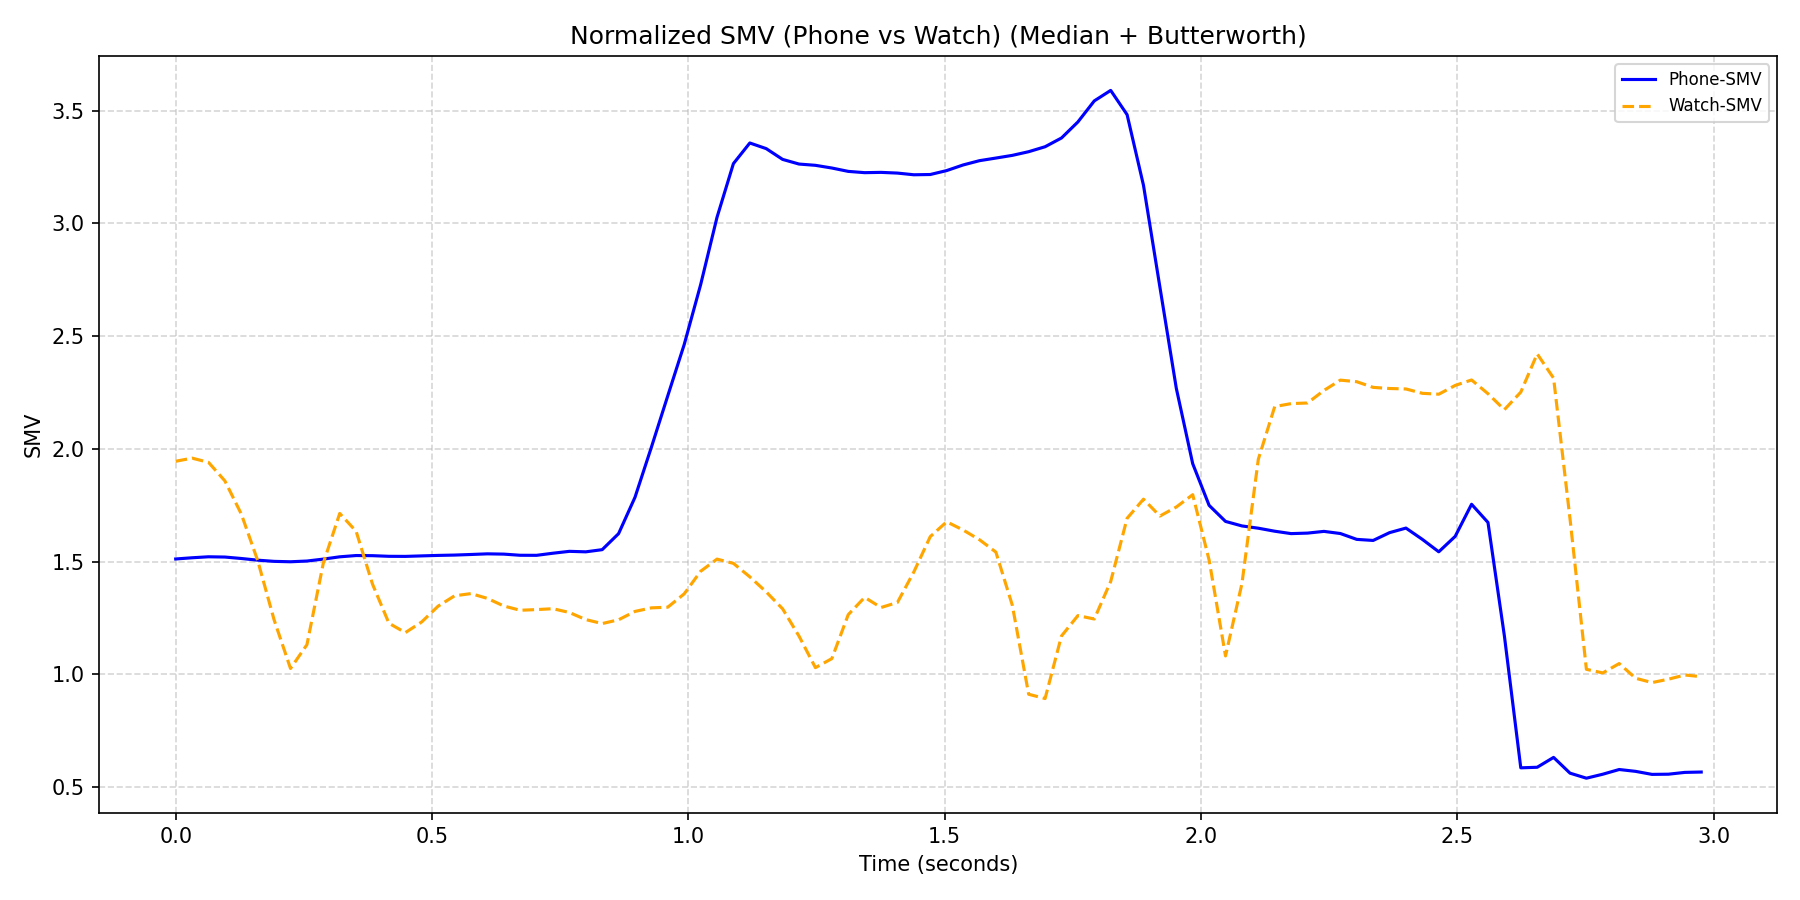 Normalized SMV (Phone vs Watch) (Median + Butterworth)
Phone-SMV
Watch-SMV
SMV
3.5
3.0
2.5
2.0
1.5
1.0
0.5
0.0 0.5 1.0 1.5 2.0 2.5 3.0
Time (seconds)